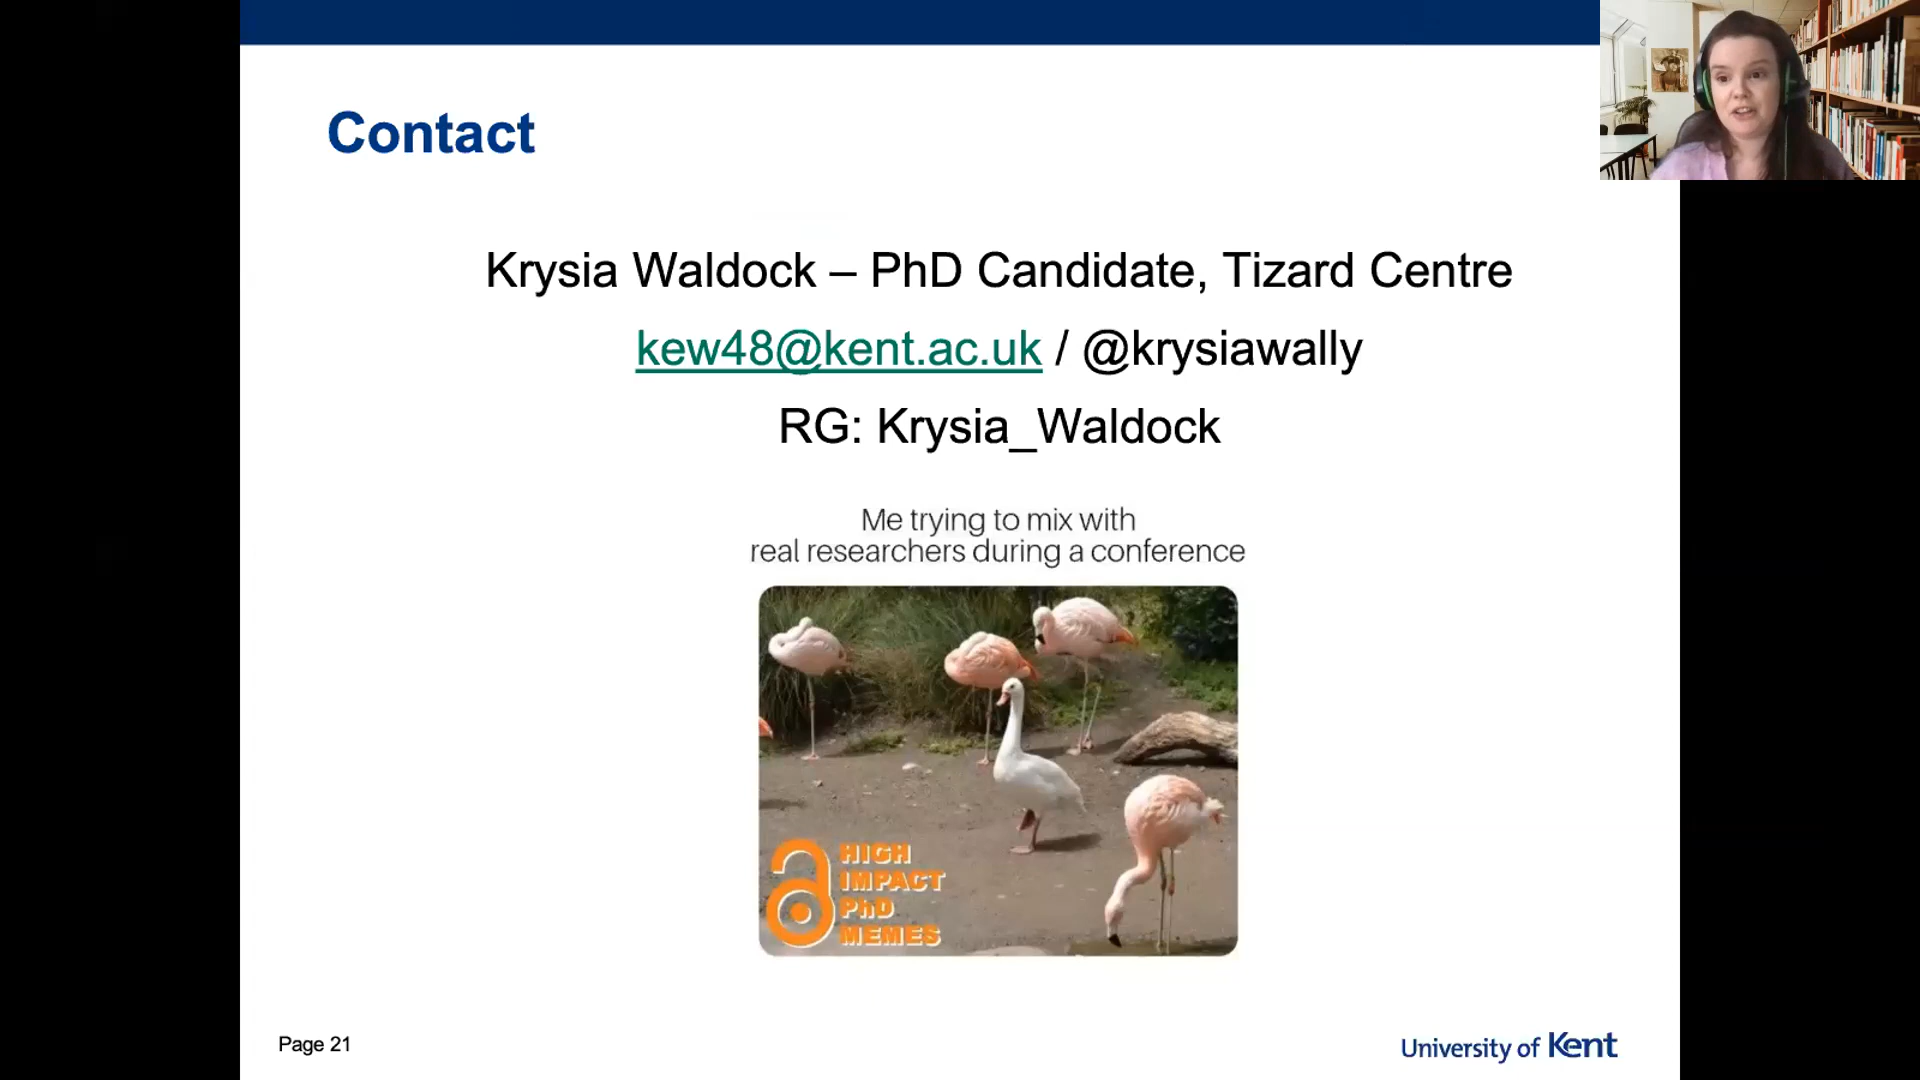 Contact
Krysia Waldock – PhD Candidate, Tizard Centre
kew48@kent.ac.uk / @krysiawally
RG: Krysia_Waldock
Me trying to mix with
real researchers during a conference
HIGH
IMPACT
PhD
MEMES
Page 21
University of Kent